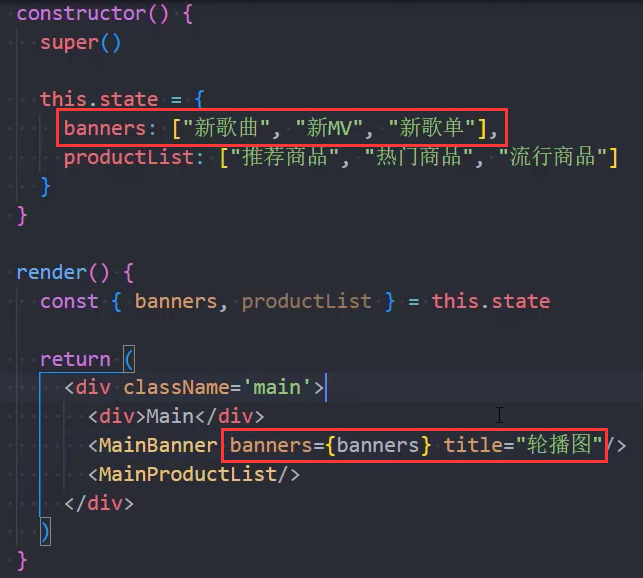 constructor() {
super()
this.state = {
banners: ["新歌曲", "新MV", "新歌单"],
productList: ["推荐商品", "热门商品", "流行商品"]
}
}
render() {
const { banners, productList } = this.state
return (
<div className='main'>
<div>Main</div>
<MainBanner banners={banners} title="轮播图"/>
<MainProductList/>
</div>
)
}